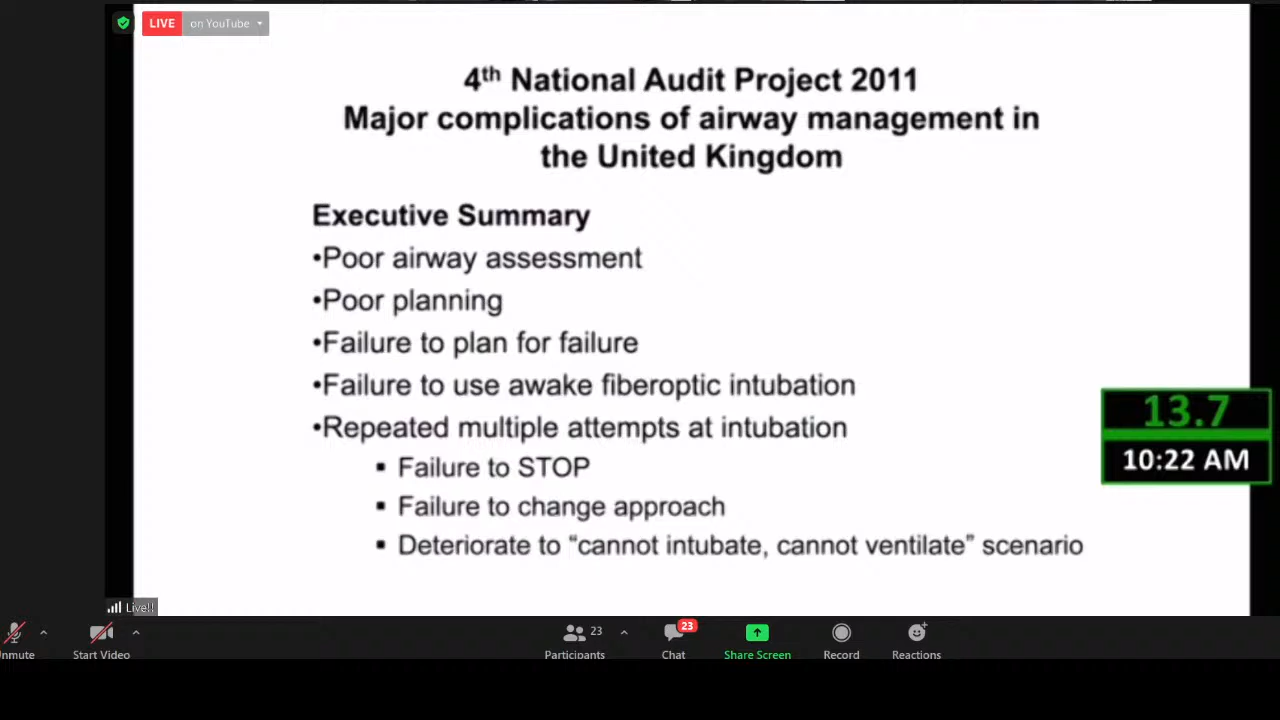 LIVE on YouTube
4th National Audit Project 2011
Major complications of airway management in
the United Kingdom
Executive Summary
•Poor airway assessment
•Poor planning
•Failure to plan for failure
•Failure to use awake fiberoptic intubation
•Repeated multiple attempts at intubation
▪ Failure to STOP
▪ Failure to change approach
▪ Deteriorate to “cannot intubate, cannot ventilate” scenario
13.7
10:22 AM
Live!!
23
23
nmute
Start Video
Participants
Chat
Share Screen
Record
Reactions